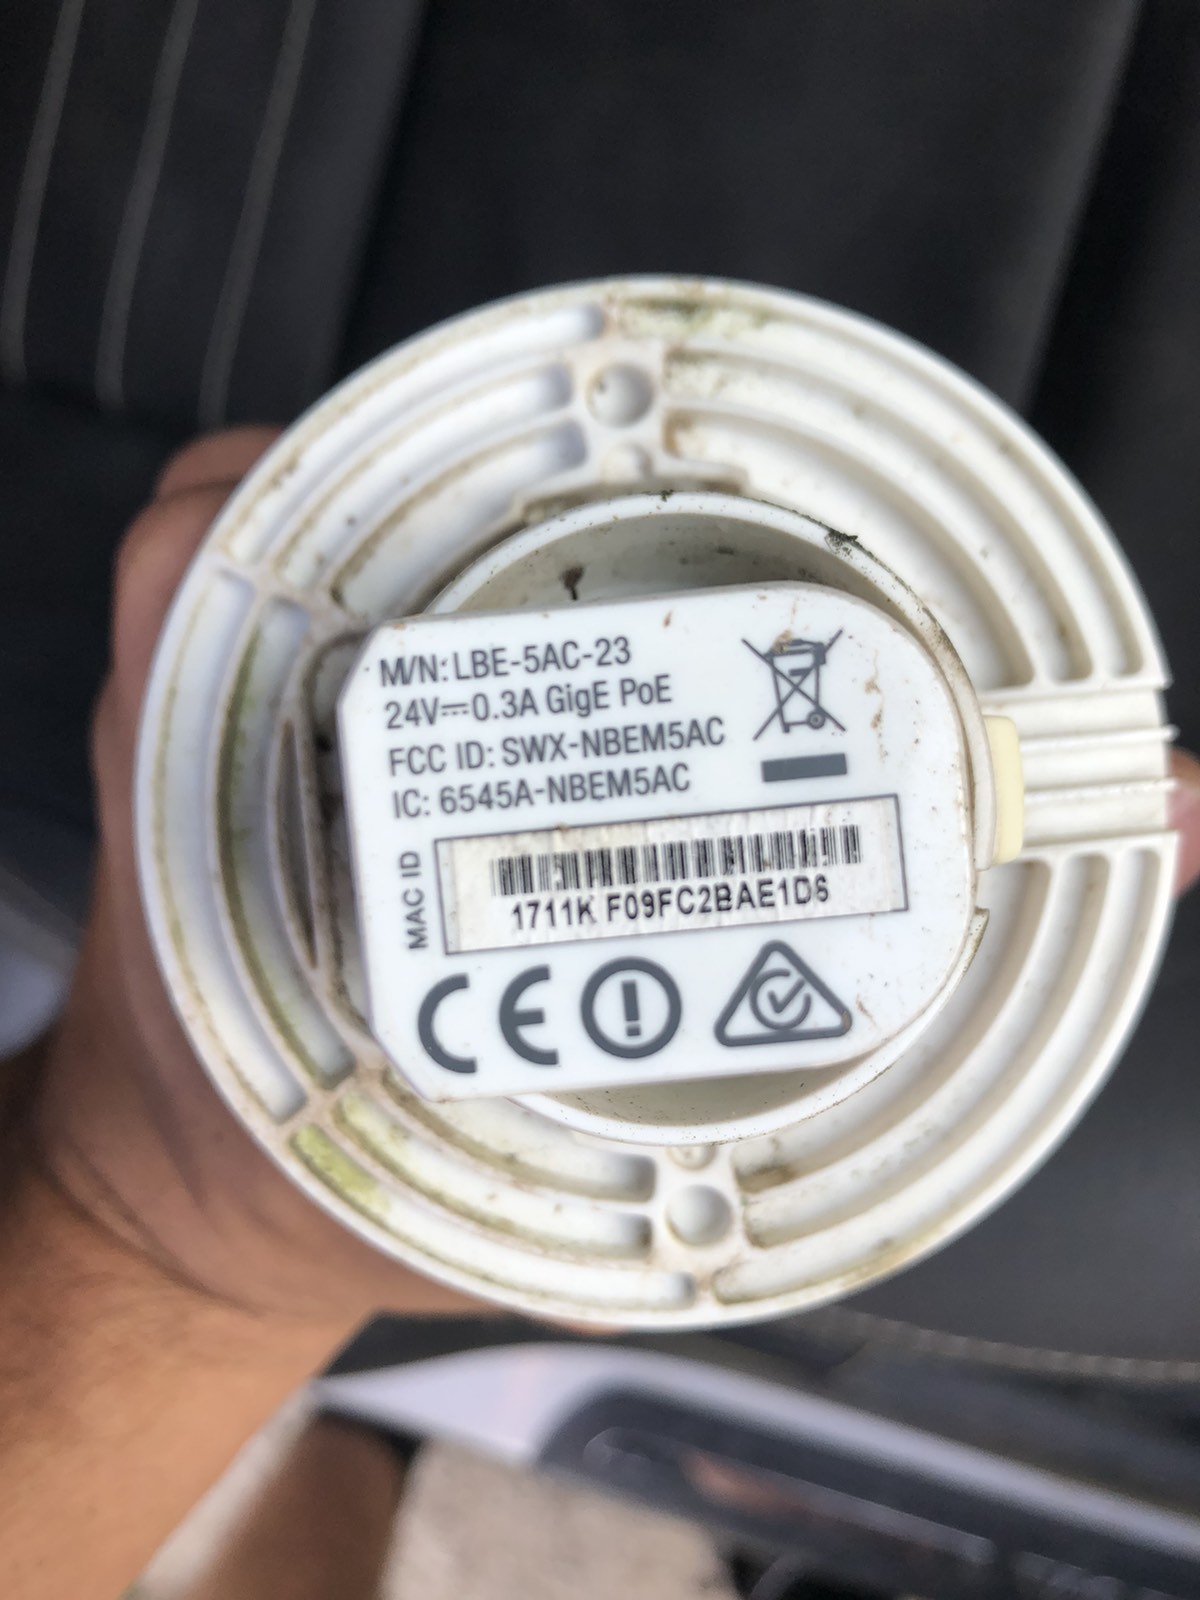 M/N: LBE-5AC-23
24V⎓0.3A GigE PoE
FCC ID: SWX-NBEM5AC
IC: 6545A-NBEM5AC
MAC ID
1711K F09FC2BAE1D6
CE